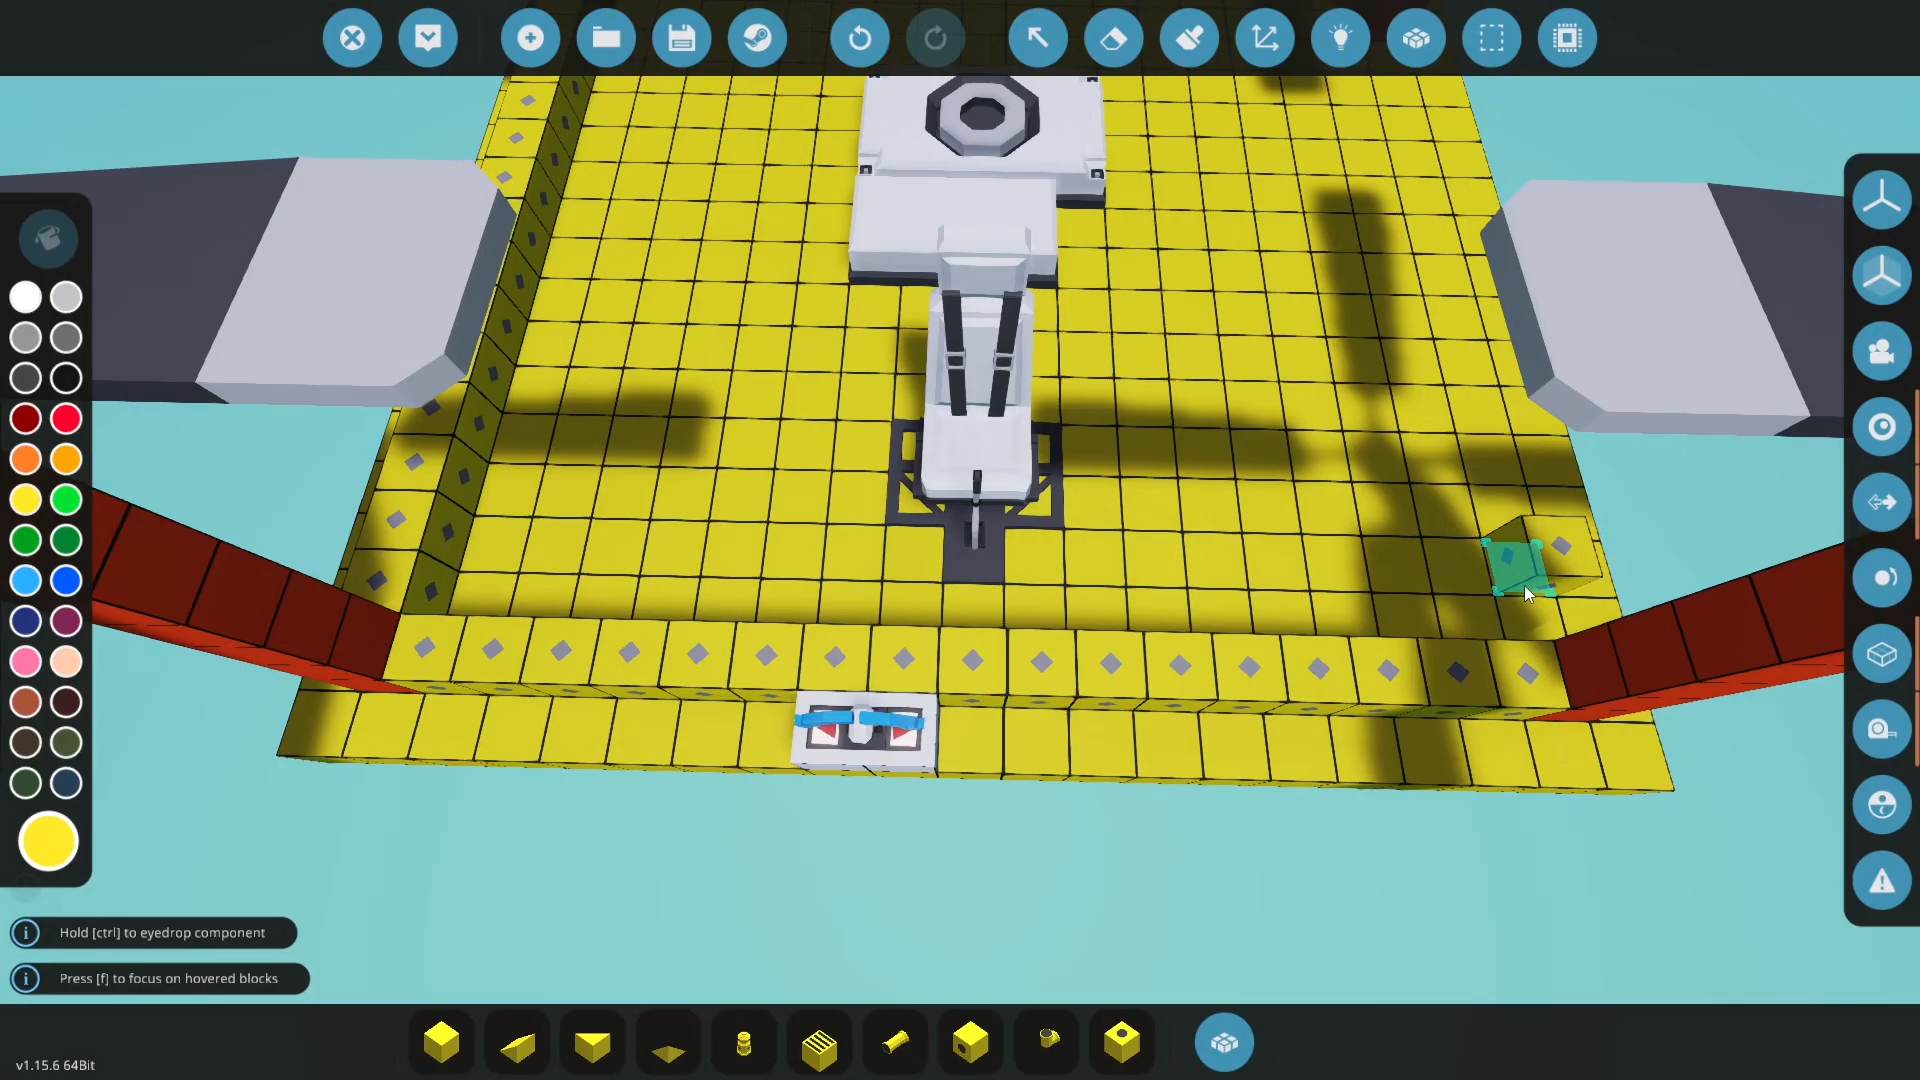 Hold [ctrl] to eyedrop component
Press [f] to focus on hovered blocks
v1.15.6 64Bit